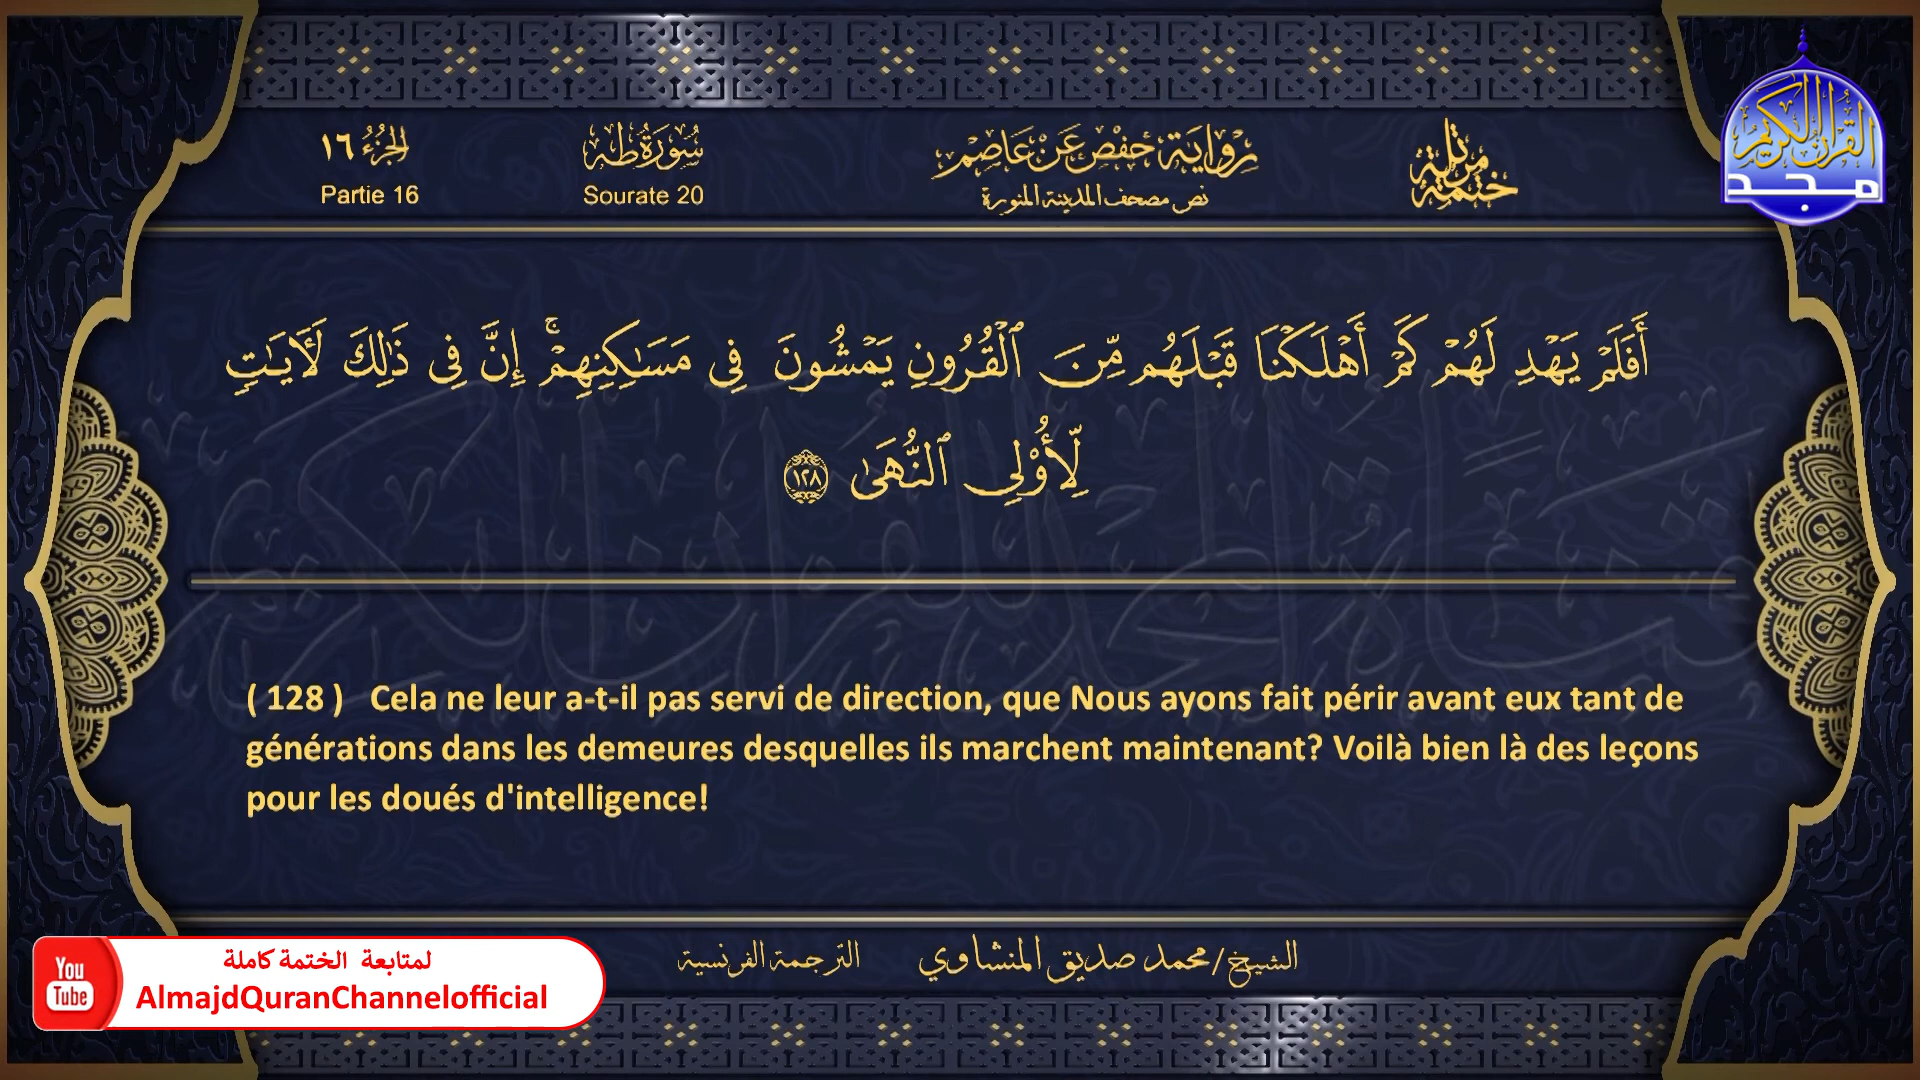 الجزء ١٦
Partie 16
سورة طه
Sourate 20
رواية حفص عن عاصم
نص مصحف المدينة المنورة
ختمة مرتلة
القرآن الكريم
مجد
أَفَلَمْ يَهْدِ لَهُمْ كَمْ أَهْلَكْنَا قَبْلَهُم مِّنَ ٱلْقُرُونِ يَمْشُونَ فِى مَسَـٰكِنِهِمْ ۚ إِنَّ فِى ذَٰلِكَ لَـَٔايَـٰتٍ
لِّأُو۟لِى ٱلنُّهَىٰ ١٢٨
( 128 ) Cela ne leur a-t-il pas servi de direction, que Nous ayons fait périr avant eux tant de
générations dans les demeures desquelles ils marchent maintenant? Voilà bien là des leçons
pour les doués d'intelligence!
الشيخ/محمد صديق المنشاوي
الترجمة الفرنسية
You
Tube
لمتابعة الختمة كاملة
AlmajdQuranChannelofficial